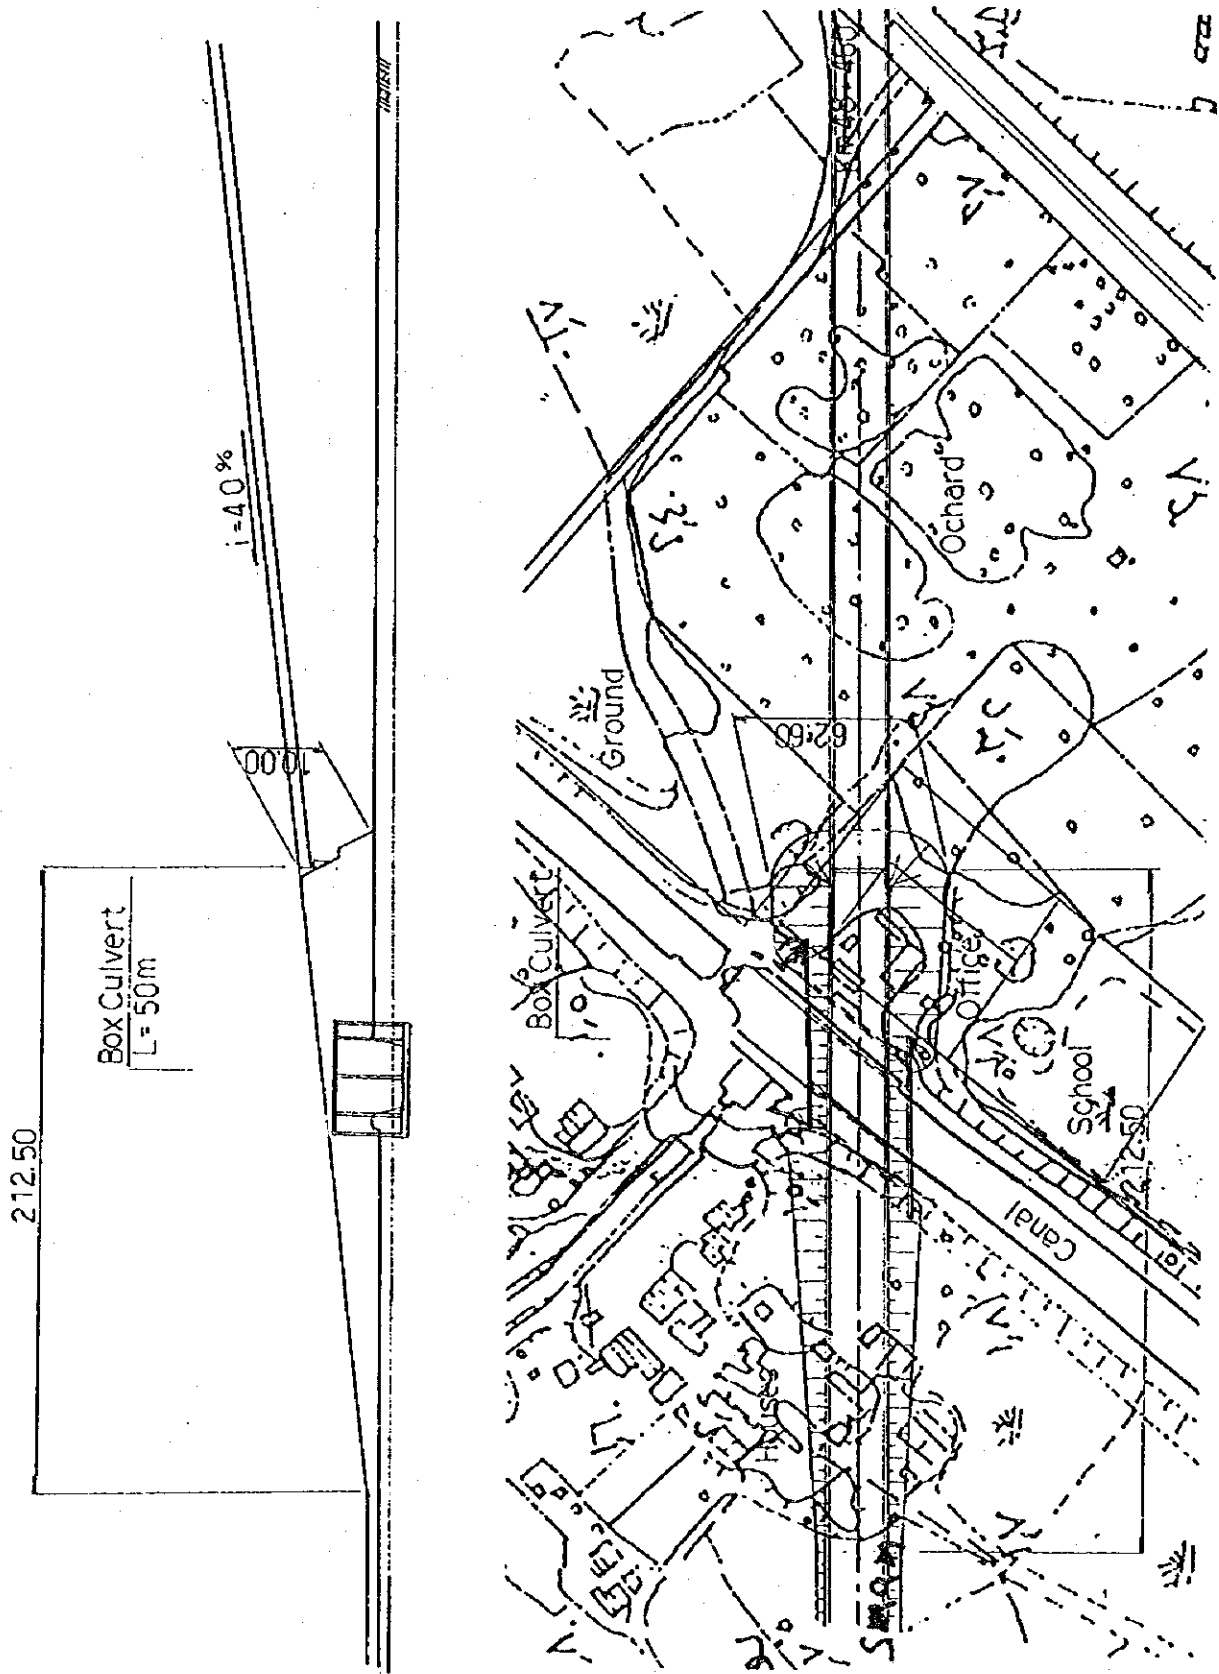 212.50
Box Culvert
L = 50m
10.00
i = 4.0 %
Box Culvert
Ground
62.60
Ochard
Office
School
212.50
Canal
Houses